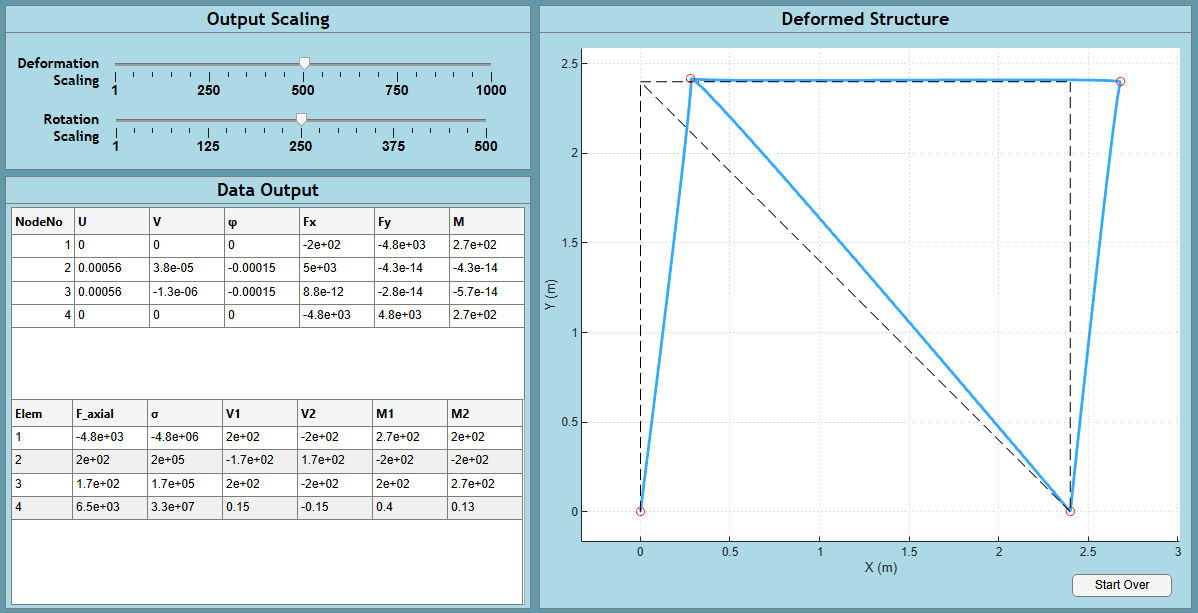 Output Scaling
Deformation Scaling
1 250 500 750 1000
Rotation Scaling
1 125 250 375 500
Data Output
NodeNo U V φ Fx Fy M
1 0 0 0 -2e+02 -4.8e+03 2.7e+02
2 0.00056 3.8e-05 -0.00015 5e+03 -4.3e-14 -4.3e-14
3 0.00056 -1.3e-06 -0.00015 8.8e-12 -2.8e-14 -5.7e-14
4 0 0 0 -4.8e+03 4.8e+03 2.7e+02
Elem F_axial σ V1 V2 M1 M2
1 -4.8e+03 -4.8e+06 2e+02 -2e+02 2.7e+02 2e+02
2 2e+02 2e+05 -1.7e+02 1.7e+02 -2e+02 -2e+02
3 1.7e+02 1.7e+05 2e+02 -2e+02 2e+02 2.7e+02
4 6.5e+03 3.3e+07 0.15 -0.15 0.4 0.13
Deformed Structure
2.5
2
1.5
1
0.5
0
Y (m)
0 0.5 1 1.5 2 2.5 3
X (m)
Start Over